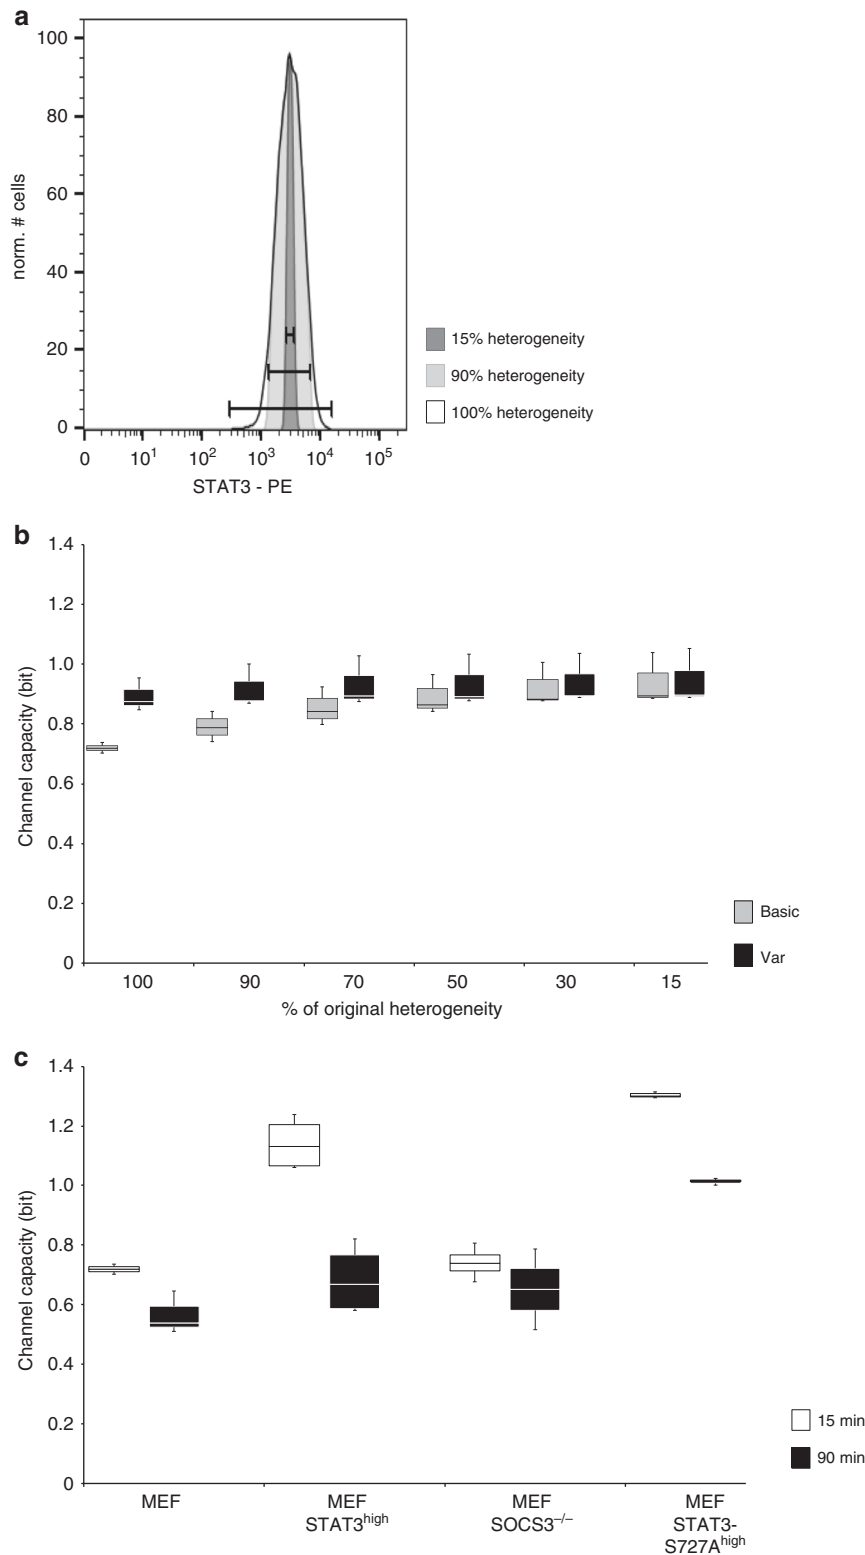 a
100
80
60
40
20
0
norm. # cells
0 10¹ 10² 10³ 10⁴ 10⁵
STAT3 - PE
15% heterogeneity
90% heterogeneity
100% heterogeneity
b
1.4
1.2
1.0
0.8
0.6
0.4
0.2
0
Channel capacity (bit)
100 90 70 50 30 15
% of original heterogeneity
Basic
Var
c
1.4
1.2
1.0
0.8
0.6
0.4
0.2
0
Channel capacity (bit)
15 min
90 min
MEF
MEF
STAT3ʰⁱᵍʰ
MEF
SOCS3⁻/⁻
MEF
STAT3-
S727Aʰⁱᵍʰ